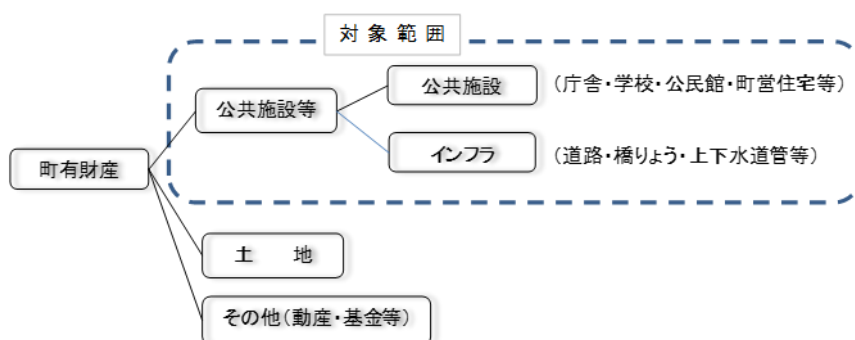 対象範囲
公共施設
(庁舎・学校・公民館・町営住宅等)
公共施設等
インフラ
(道路・橋りょう・上下水道管等)
町有財産
土　地
その他(動産・基金等)